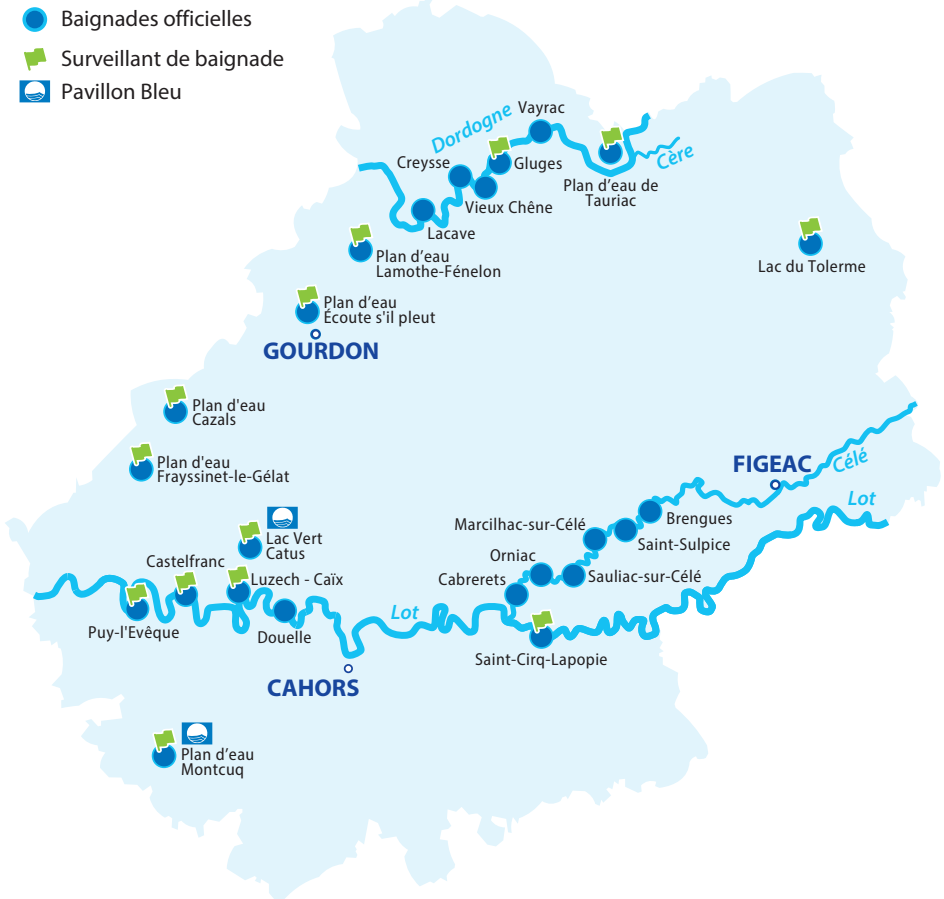 Baignades officielles
Surveillant de baignade
Pavillon Bleu
Vayrac
Dordogne
Creysse
Gluges
Cère
Vieux Chêne
Plan d'eau de
Tauriac
Lacave
Plan d'eau
Lamothe-Fénelon
Lac du Tolerme
Plan d'eau
Écoute s'il pleut
GOURDON
Plan d'eau
Cazals
Plan d'eau
Frayssinet-le-Gélat
FIGEAC
Célé
Lot
Brengues
Marcilhac-sur-Célé
Saint-Sulpice
Lac Vert
Catus
Orniac
Castelfranc
Luzech - Caïx
Cabrerets
Sauliac-sur-Célé
Lot
Puy-l'Evêque
Douelle
Saint-Cirq-Lapopie
CAHORS
Plan d'eau
Montcuq